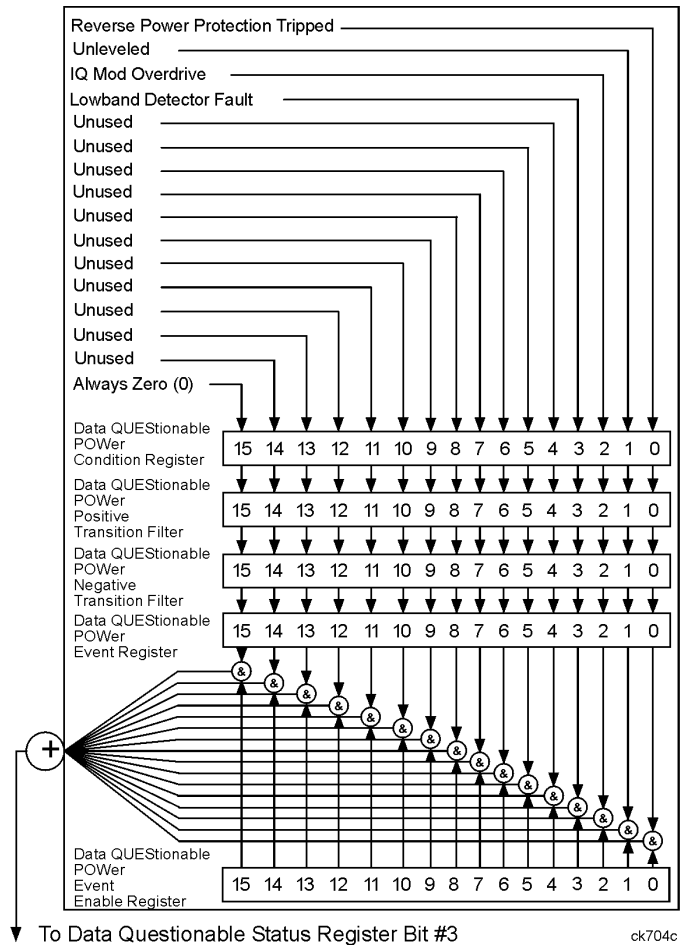 Reverse Power Protection Tripped
Unleveled
IQ Mod Overdrive
Lowband Detector Fault
Unused
Unused
Unused
Unused
Unused
Unused
Unused
Unused
Unused
Unused
Unused
Always Zero (0)
Data QUEStionable
POWer
Condition Register
15 14 13 12 11 10 9 8 7 6 5 4 3 2 1 0
Data QUEStionable
POWer
Positive
Transition Filter
15 14 13 12 11 10 9 8 7 6 5 4 3 2 1 0
Data QUEStionable
POWer
Negative
Transition Filter
15 14 13 12 11 10 9 8 7 6 5 4 3 2 1 0
Data QUEStionable
POWer
Event Register
15 14 13 12 11 10 9 8 7 6 5 4 3 2 1 0
& & & & & & & & & & & & & & & &
+
Data QUEStionable
POWer
Event
Enable Register
15 14 13 12 11 10 9 8 7 6 5 4 3 2 1 0
To Data Questionable Status Register Bit #3
ck704c